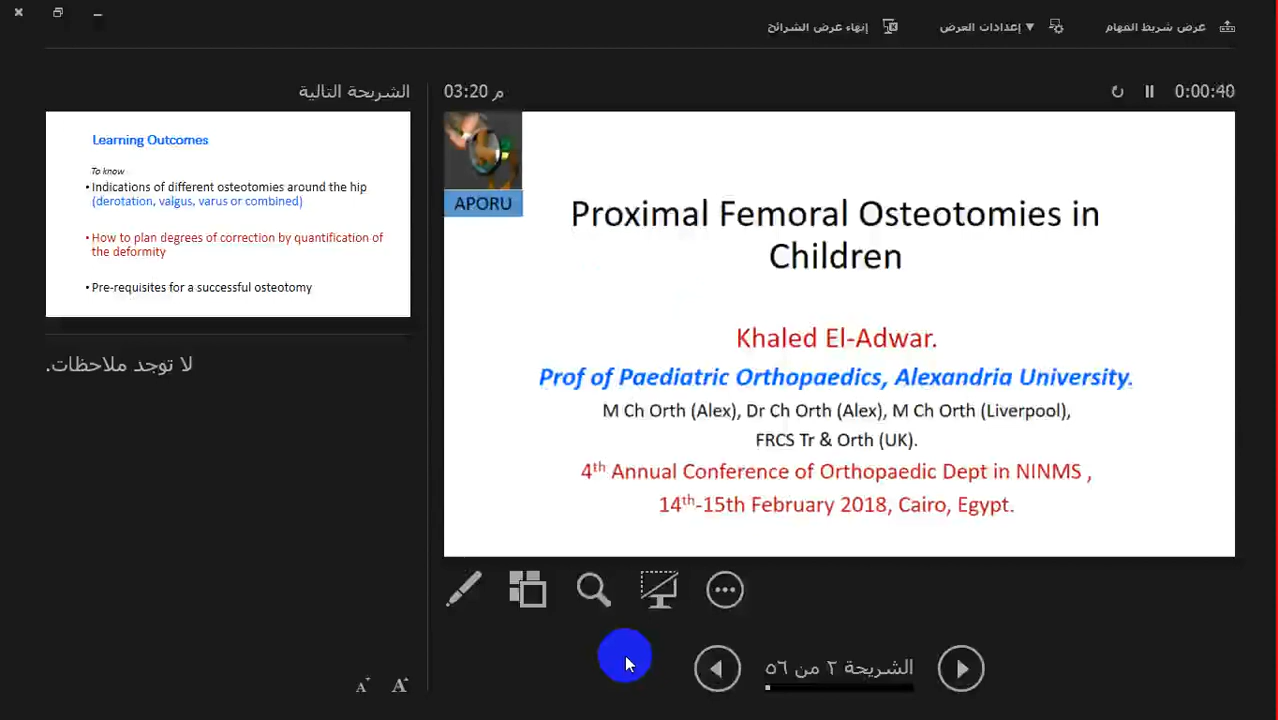 عرض شريط المهام
إعدادات العرض ▼
إنهاء عرض الشرائح
0:00:40
03:20 م
الشريحة التالية
APORU
Proximal Femoral Osteotomies in
Children
Khaled El-Adwar.
Prof of Paediatric Orthopaedics, Alexandria University.
M Ch Orth (Alex), Dr Ch Orth (Alex), M Ch Orth (Liverpool),
FRCS Tr & Orth (UK).
4th Annual Conference of Orthopaedic Dept in NINMS ,
14th-15th February 2018, Cairo, Egypt.
Learning Outcomes
To know
• Indications of different osteotomies around the hip
(derotation, valgus, varus or combined)
• How to plan degrees of correction by quantification of
the deformity
• Pre-requisites for a successful osteotomy
لا توجد ملاحظات.
الشريحة ٢ من ٥٦
A A